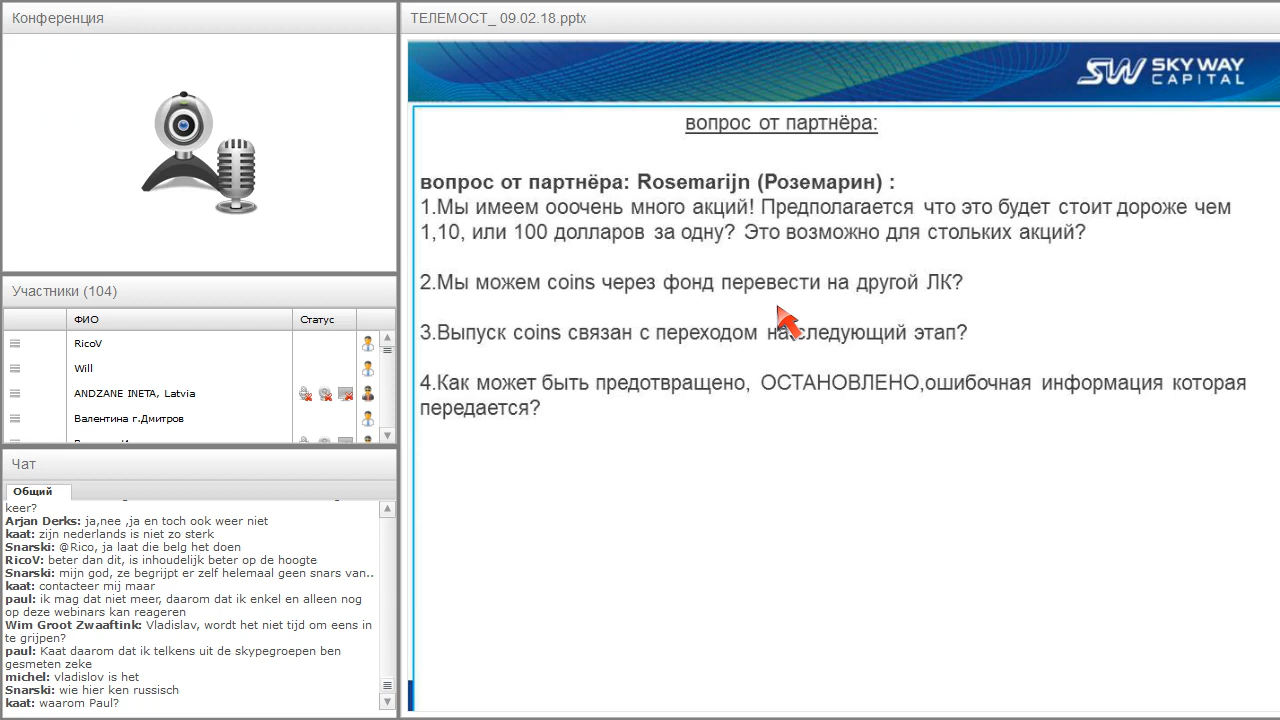 Конференция
Участники (104)
ФИО
Статус
RicoV
Will
ANDZANE INETA, Latvia
Валентина г.Дмитров
Чат
Общий
keer?
Arjan Derks: ja,nee ,ja en toch ook weer niet
kaat: zijn nederlands is niet zo sterk
Snarski: @Rico, ja laat die belg het doen
RicoV: beter dan dit, is inhoudelijk beter op de hoogte
Snarski: mijn god, ze begrijpt er zelf helemaal geen snars van..
kaat: contacteer mij maar
paul: ik mag dat niet meer, daarom dat ik enkel en alleen nog
op deze webinars kan reageren
Wim Groot Zwaaftink: Vladislav, wordt het niet tijd om eens in
te grijpen?
paul: Kaat daarom dat ik telkens uit de skypegroepen ben
gesmeten zeke
michel: vladislov is het
Snarski: wie hier ken russisch
kaat: waarom Paul?
ТЕЛЕМОСТ_ 09.02.18.pptx
SW SKY WAY
CAPITAL
вопрос от партнёра:
вопрос от партнёра: Rosemarijn (Роземарин) :
1.Мы имеем ооочень много акций! Предполагается что это будет стоит дороже чем
1,10, или 100 долларов за одну? Это возможно для стольких акций?
2.Мы можем coins через фонд перевести на другой ЛК?
3.Выпуск coins связан с переходом на следующий этап?
4.Как может быть предотвращено, ОСТАНОВЛЕНО,ошибочная информация которая
передается?